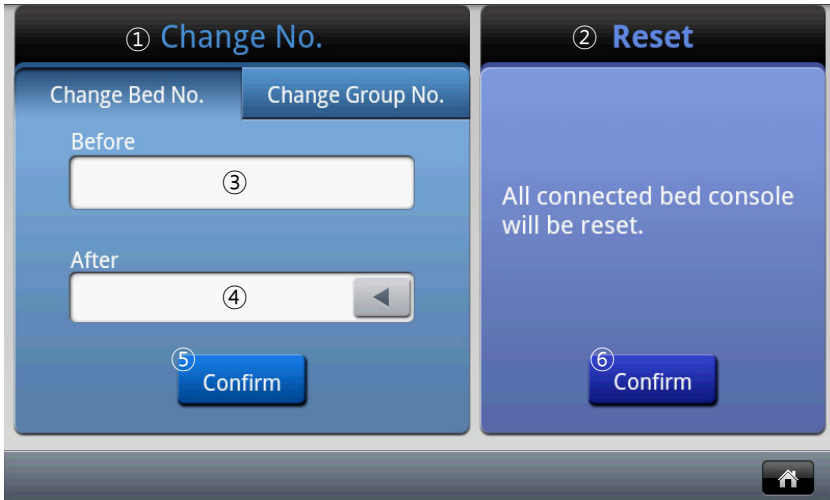 ① Change No.
Change Bed No.
Change Group No.
Before
③
After
④
⑤
Confirm
② Reset
All connected bed console
will be reset.
⑥
Confirm